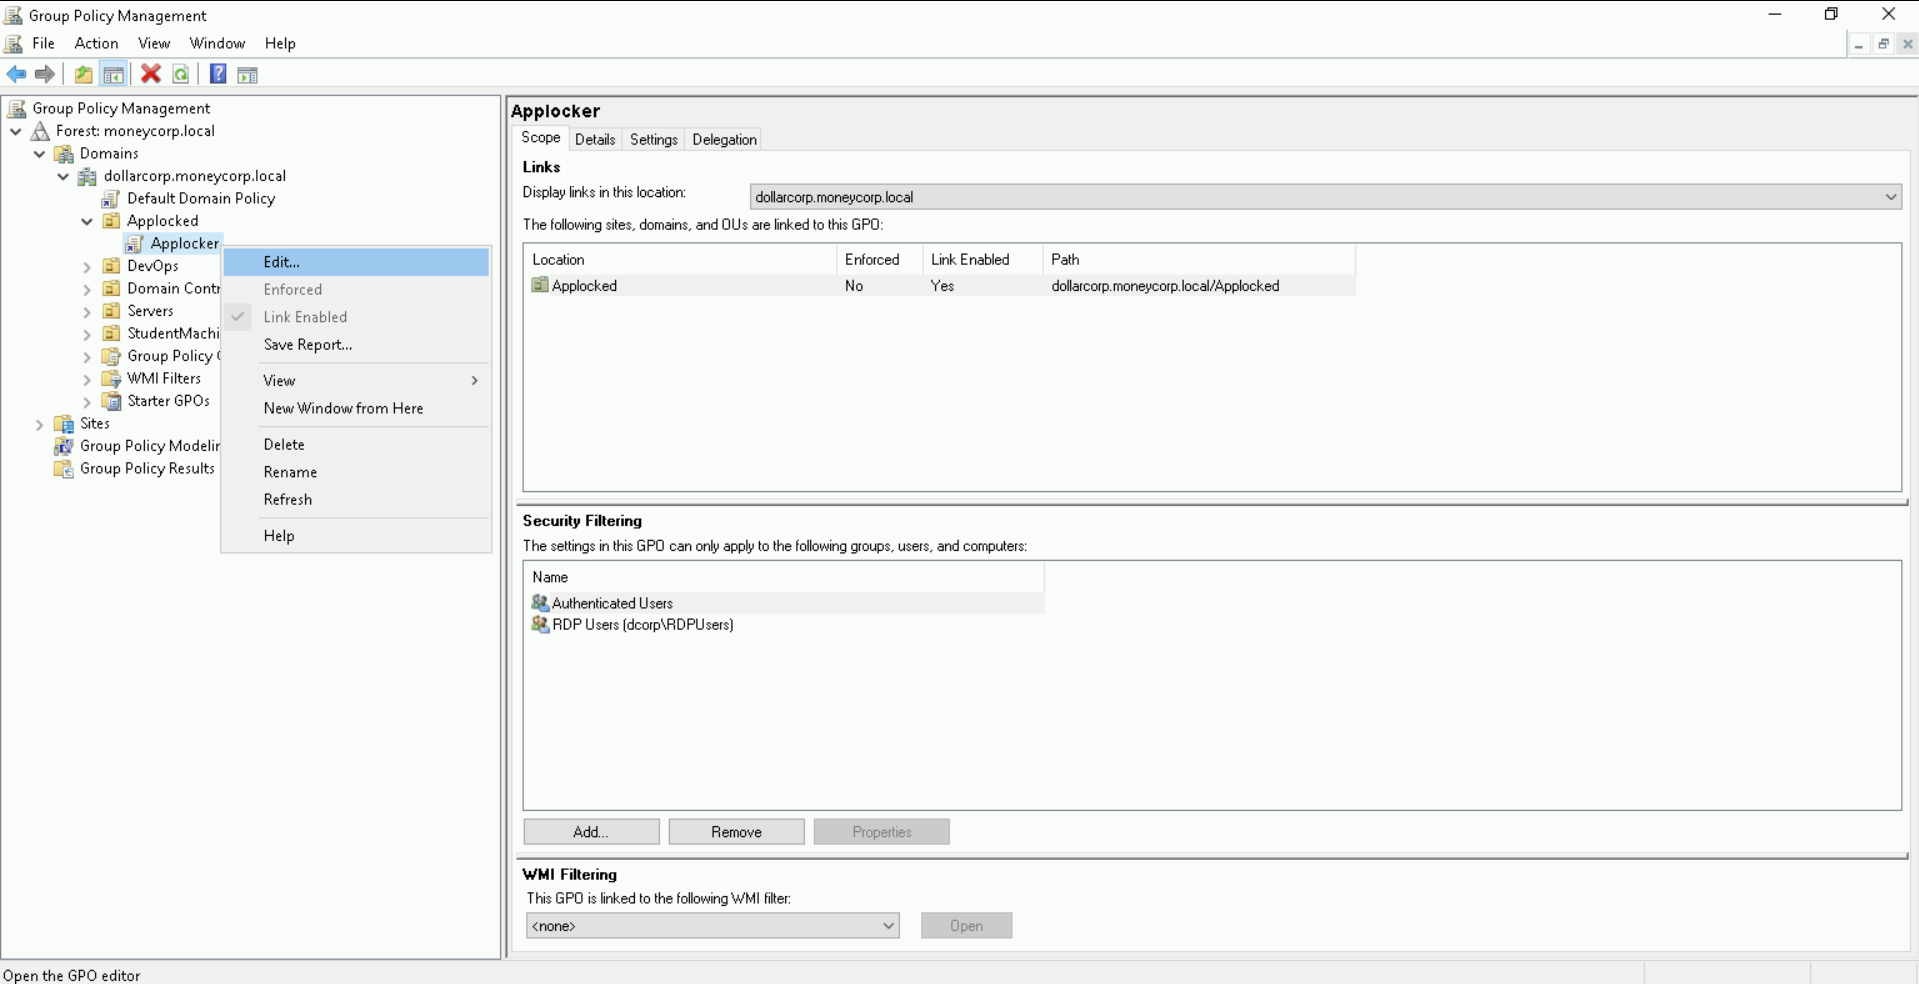 Group Policy Management
File Action View Window Help
Group Policy Management
Forest: moneycorp.local
Domains
dollarcorp.moneycorp.local
Default Domain Policy
Applocked
Applocker
DevOps
Domain Contr
Servers
StudentMachi
Group Policy
WMI Filters
Starter GPOs
Sites
Group Policy Modelin
Group Policy Results
Edit...
Enforced
Link Enabled
Save Report...
View
New Window from Here
Delete
Rename
Refresh
Help
Applocker
Scope Details Settings Delegation
Links
Display links in this location: dollarcorp.moneycorp.local
The following sites, domains, and OUs are linked to this GPO:
Location Enforced Link Enabled Path
Applocked No Yes dollarcorp.moneycorp.local/Applocked
Security Filtering
The settings in this GPO can only apply to the following groups, users, and computers:
Name
Authenticated Users
RDP Users (dcorp\RDPUsers)
Add... Remove Properties
WMI Filtering
This GPO is linked to the following WMI filter:
<none> Open
Open the GPO editor